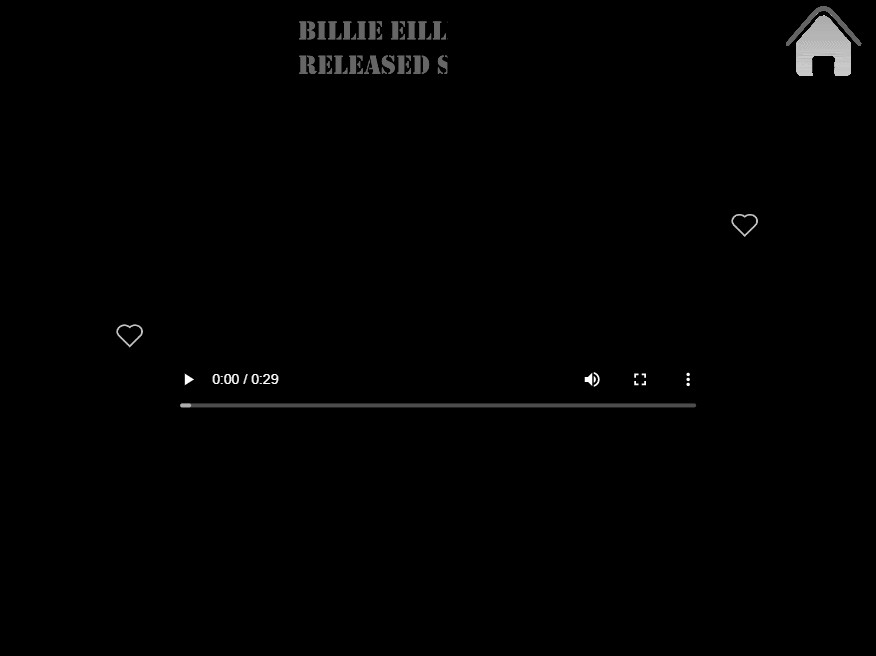 BILLIE EILL
RELEASED S
0:00 / 0:29